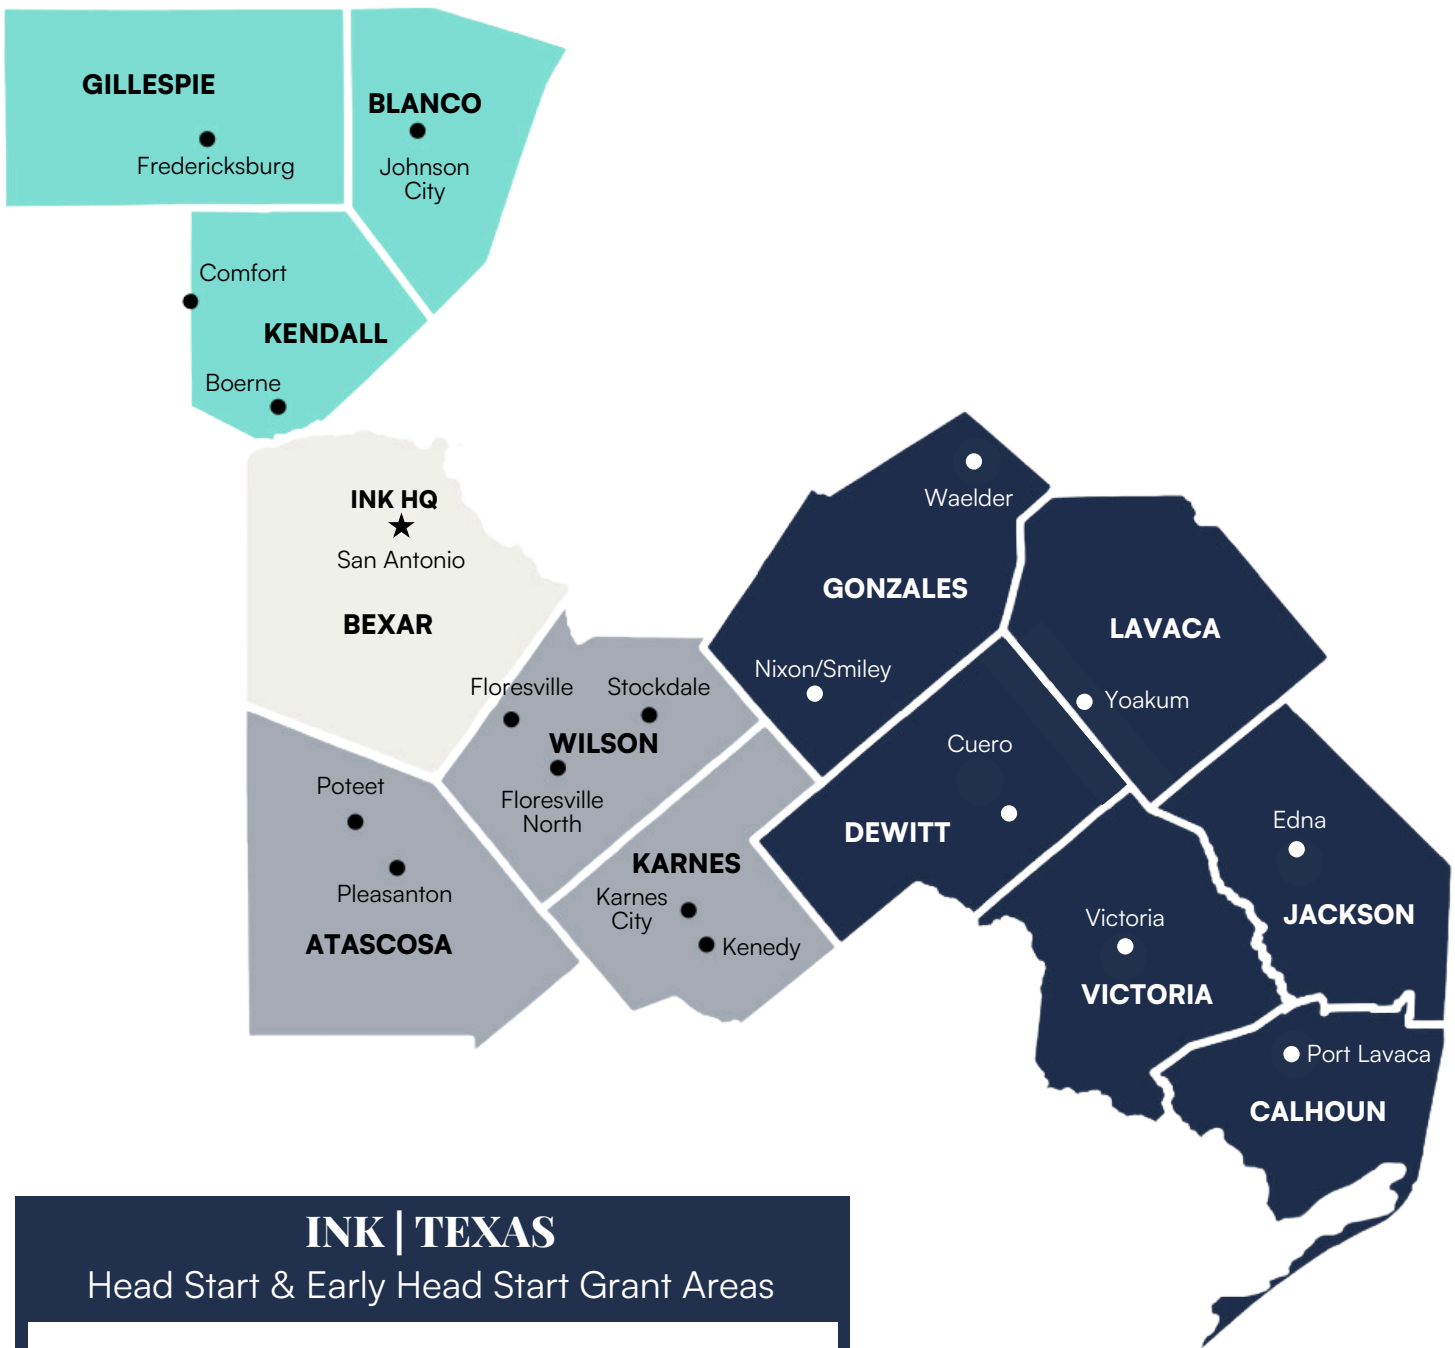 GILLESPIE
Fredericksburg
BLANCO
Johnson
City
Comfort
KENDALL
Boerne
INK HQ
San Antonio
BEXAR
Waelder
GONZALES
Nixon/Smiley
LAVACA
Yoakum
Floresville
Stockdale
WILSON
Floresville
North
Poteet
Pleasanton
ATASCOSA
KARNES
Karnes
City
Kenedy
Cuero
DEWITT
Edna
JACKSON
Victoria
VICTORIA
Port Lavaca
CALHOUN
INK | TEXAS
Head Start & Early Head Start Grant Areas